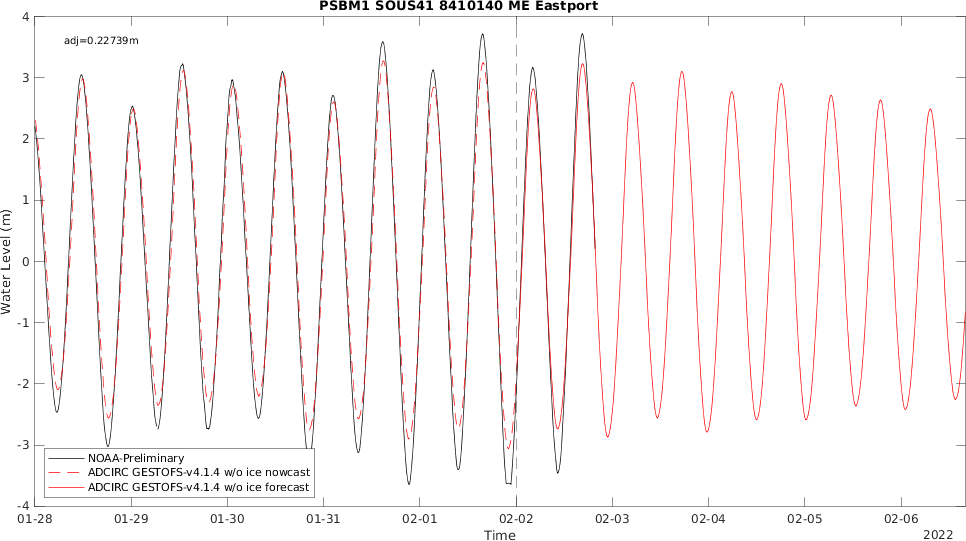 PSBM1 SOUS41 8410140 ME Eastport
adj=0.22739m
4
3
2
1
0
-1
-2
-3
-4
Water Level (m)
NOAA-Preliminary
ADCIRC GESTOFS-v4.1.4 w/o ice nowcast
ADCIRC GESTOFS-v4.1.4 w/o ice forecast
01-28 01-29 01-30 01-31 02-01 02-02 02-03 02-04 02-05 02-06
Time
2022